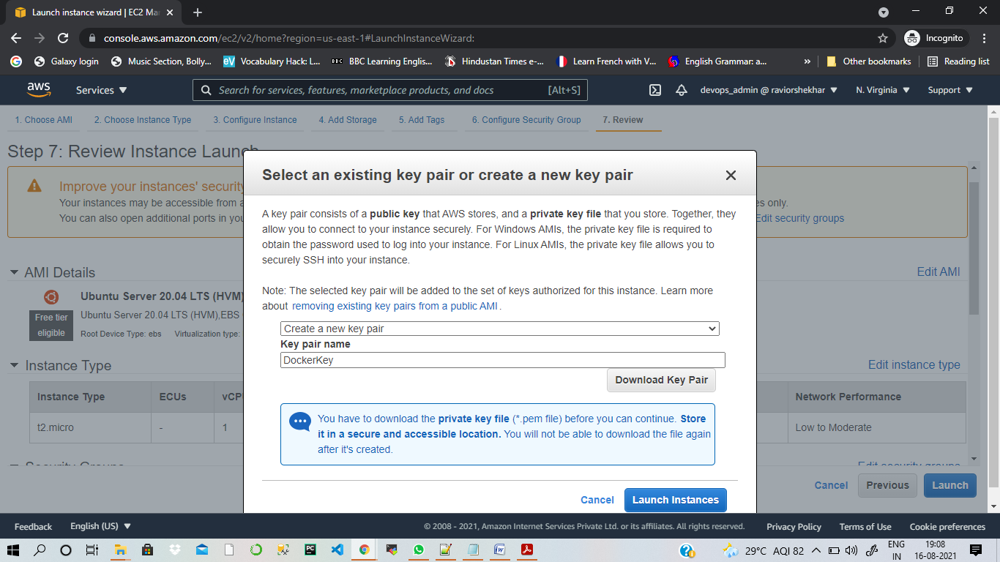 Launch instance wizard | EC2 Ma
console.aws.amazon.com/ec2/v2/home?region=us-east-1#LaunchInstanceWizard:
Incognito
Galaxy login
Music Section, Bolly...
eV
Vocabulary Hack: L...
BBC
BBC Learning Englis...
Hindustan Times e-...
Learn French with V...
English Grammar: a...
»
Other bookmarks
Reading list
aws
Services
Search for services, features, marketplace products, and docs
[Alt+S]
devops_admin @ raviorshekhar
N. Virginia
Support
1. Choose AMI
2. Choose Instance Type
3. Configure Instance
4. Add Storage
5. Add Tags
6. Configure Security Group
7. Review
Step 7: Review Instance Launch
Improve your instances' security
Your instances may be accessible from a
es only.
You can also open additional ports in you
Edit security groups
AMI Details
Edit AMI
Ubuntu Server 20.04 LTS (HVM)
Free tier
eligible
Ubuntu Server 20.04 LTS (HVM),EBS
Root Device Type: ebs
Virtualization type:
Instance Type
Edit instance type
Instance Type
ECUs
vCP
Network Performance
t2.micro
-
1
Low to Moderate
Security Groups
Edit security groups
Cancel
Previous
Launch
Select an existing key pair or create a new key pair
A key pair consists of a public key that AWS stores, and a private key file that you store. Together, they
allow you to connect to your instance securely. For Windows AMIs, the private key file is required to
obtain the password used to log into your instance. For Linux AMIs, the private key file allows you to
securely SSH into your instance.
Note: The selected key pair will be added to the set of keys authorized for this instance. Learn more
about removing existing key pairs from a public AMI .
Create a new key pair
Key pair name
DockerKey
Download Key Pair
You have to download the private key file (*.pem file) before you can continue. Store
it in a secure and accessible location. You will not be able to download the file again
after it's created.
Cancel
Launch Instances
Feedback
English (US)
© 2008 - 2021, Amazon Internet Services Private Ltd. or its affiliates. All rights reserved.
Privacy Policy
Terms of Use
Cookie preferences
29°C
AQI 82
ENG
IN
19:08
16-08-2021